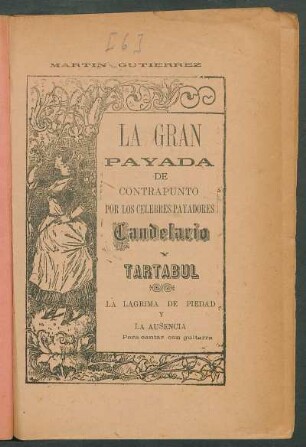 [6]
MARTIN GUTIERREZ
LA GRAN
PAYADA
DE
CONTRAPUNTO
POR LOS CELEBRES PAYADORES
Candelario
Y
TARTABUL
LA LAGRIMA DE PIEDAD
Y
LA AUSENCIA
Para cantar con guitarra